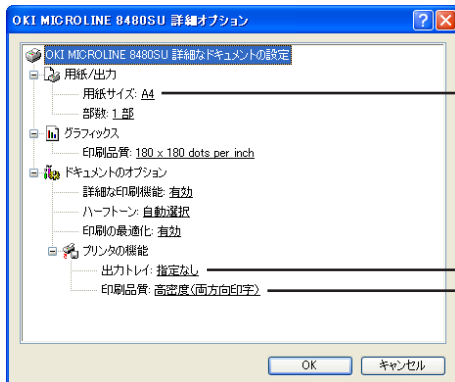 OKI MICROLINE 8480SU 詳細オプション
OKI MICROLINE 8480SU 詳細なドキュメントの設定
用紙/出力
用紙サイズ: A4
部数: 1 部
グラフィックス
印刷品質: 180 x 180 dots per inch
ドキュメントのオプション
詳細な印刷機能: 有効
ハーフトーン: 自動選択
印刷の最適化: 有効
プリンタの機能
出力トレイ: 指定なし
印刷品質: 高密度(両方向印字)
OK キャンセル